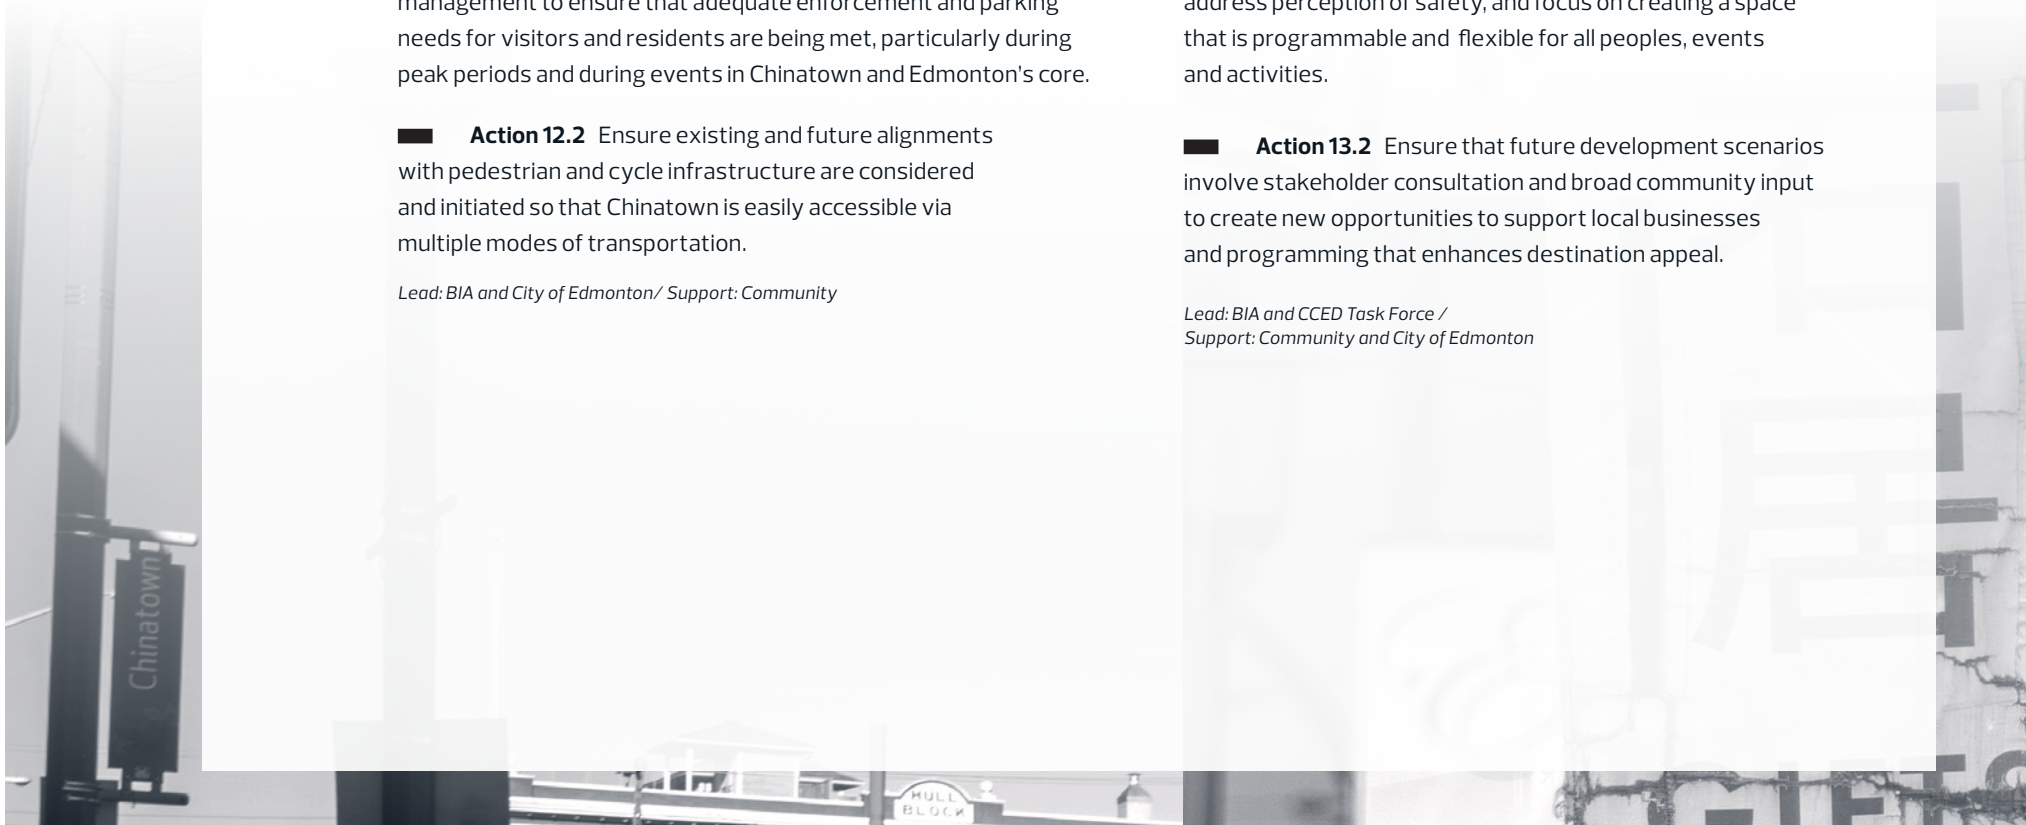 management to ensure that adequate enforcement and parking
needs for visitors and residents are being met, particularly during
peak periods and during events in Chinatown and Edmonton’s core.
Action 12.2 Ensure existing and future alignments
with pedestrian and cycle infrastructure are considered
and initiated so that Chinatown is easily accessible via
multiple modes of transportation.
Lead: BIA and City of Edmonton/ Support: Community
address perception of safety, and focus on creating a space
that is programmable and flexible for all peoples, events
and activities.
Action 13.2 Ensure that future development scenarios
involve stakeholder consultation and broad community input
to create new opportunities to support local businesses
and programming that enhances destination appeal.
Lead: BIA and CCED Task Force /
Support: Community and City of Edmonton
Chinatown
HULL
BLOCK
居
GIFTS